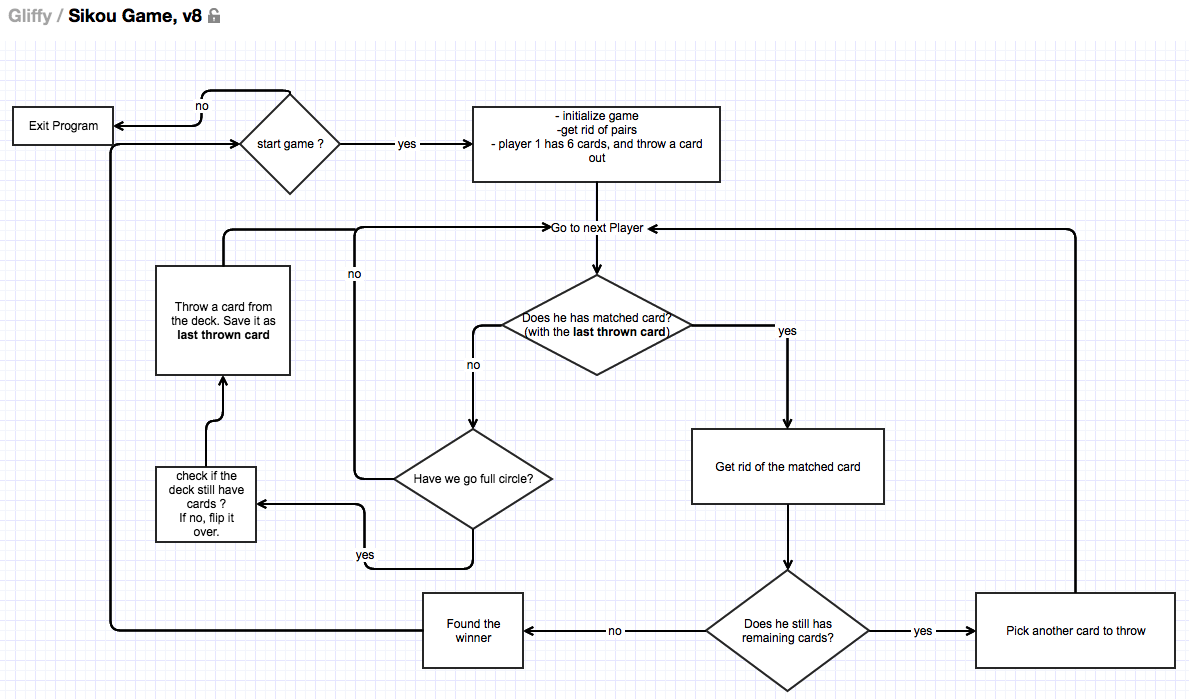 Gliffy / Sikou Game, v8
no
Exit Program
start game ?
yes
- initialize game
-get rid of pairs
- player 1 has 6 cards, and throw a card
out
Go to next Player
no
Throw a card from
the deck. Save it as
last thrown card
Does he has matched card?
(with the last thrown card)
yes
no
Get rid of the matched card
Have we go full circle?
check if the
deck still have
cards ?
If no, flip it
over.
yes
Found the
winner
no
Does he still has
remaining cards?
yes
Pick another card to throw